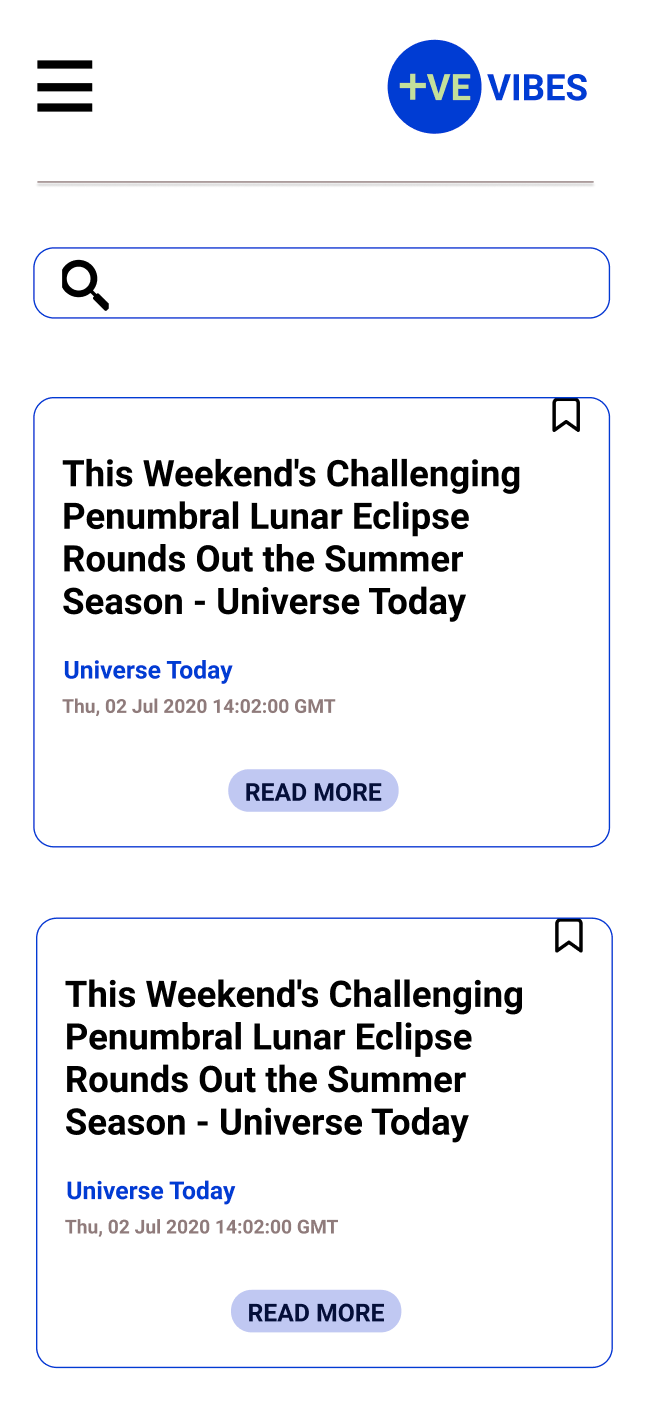 +VE VIBES
This Weekend's Challenging
Penumbral Lunar Eclipse
Rounds Out the Summer
Season - Universe Today
Universe Today
Thu, 02 Jul 2020 14:02:00 GMT
READ MORE
This Weekend's Challenging
Penumbral Lunar Eclipse
Rounds Out the Summer
Season - Universe Today
Universe Today
Thu, 02 Jul 2020 14:02:00 GMT
READ MORE